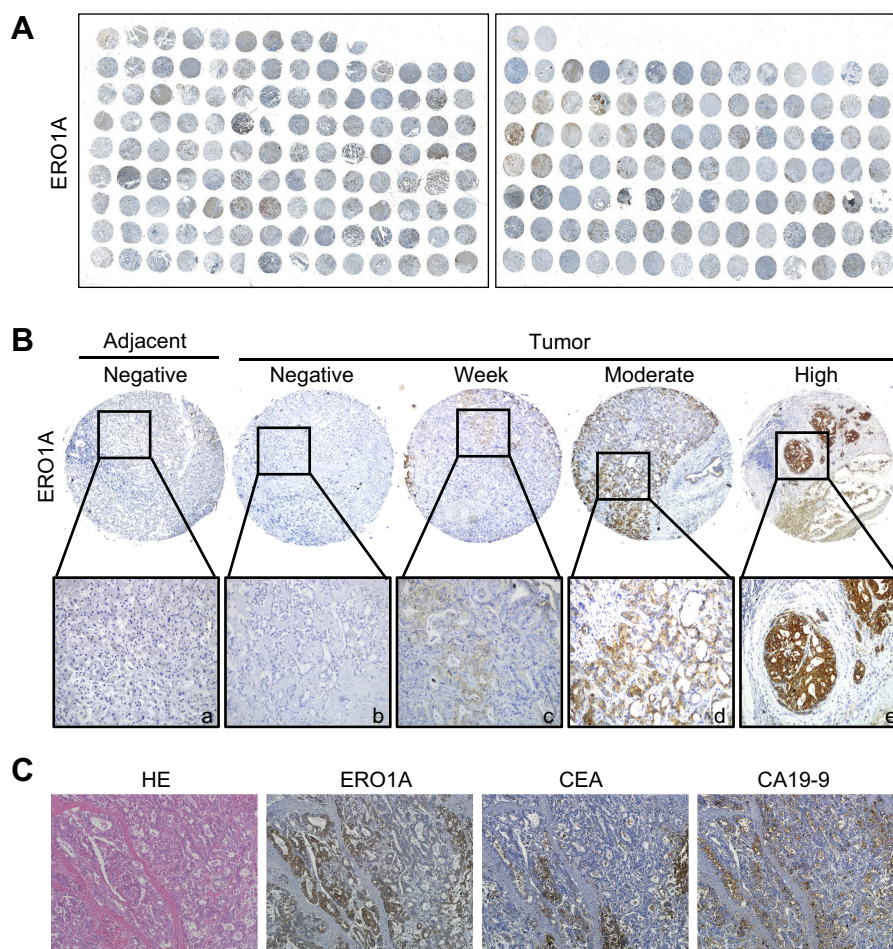 A
ERO1A
B
Adjacent Tumor
Negative Negative Week Moderate High
ERO1A
a b c d e
C
HE ERO1A CEA CA19-9